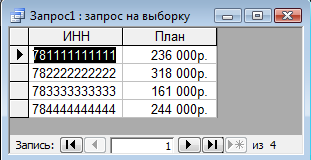 Запрос1 : запрос на выборку
ИНН План
781111111111 236 000р.
782222222222 318 000р.
783333333333 161 000р.
784444444444 244 000р.
Запись: 1 из 4